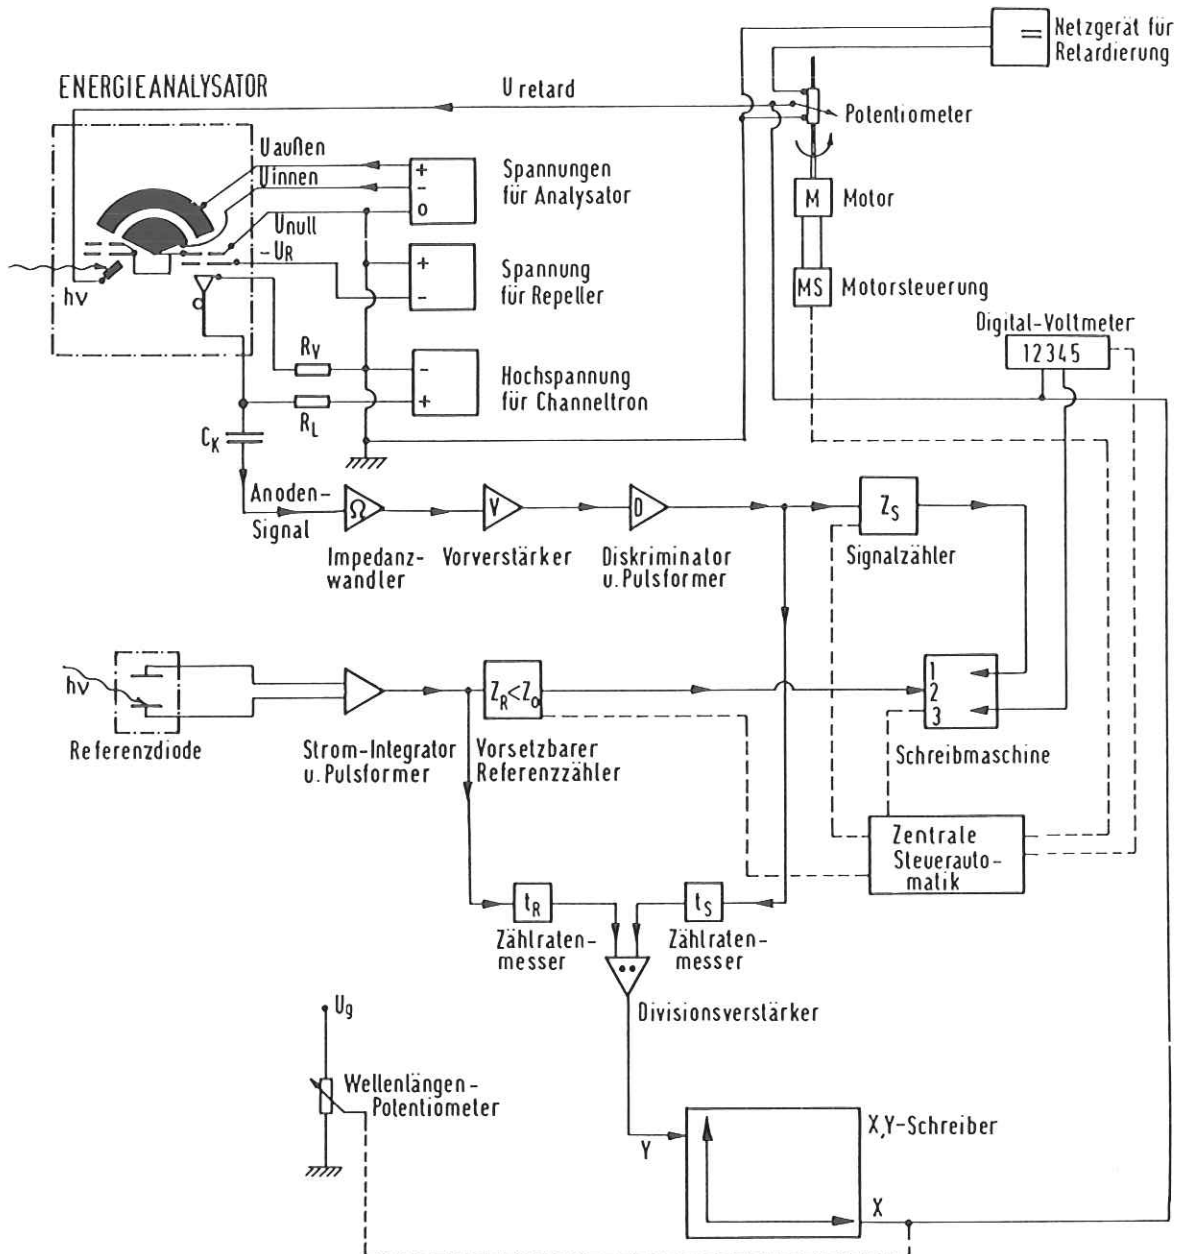 Netzgerät für
Retardierung
=
ENERGIEANALYSATOR
U retard
Potentiometer
Uaußen
Uinnen
Unull
-UR
hν
+
-
0
Spannungen
für Analysator
M
Motor
+
-
Spannung
für Repeller
MS
Motorsteuerung
Digital-Voltmeter
12345
RV
RL
-
+
Hochspannung
für Channeltron
CK
Anoden-
Signal
Ω
Impedanz-
wandler
V
Vorverstärker
D
Diskriminator
u. Pulsformer
ZS
Signalzähler
hν
Referenzdiode
Strom-Integrator
u. Pulsformer
ZR<Zo
Vorsetzbarer
Referenzzähler
1
2
3
Schreibmaschine
Zentrale
Steuerauto-
matik
tR
Zählraten-
messer
tS
Zählraten-
messer
Divisionsverstärker
Ug
Wellenlängen-
Potentiometer
Y
X,Y-Schreiber
X